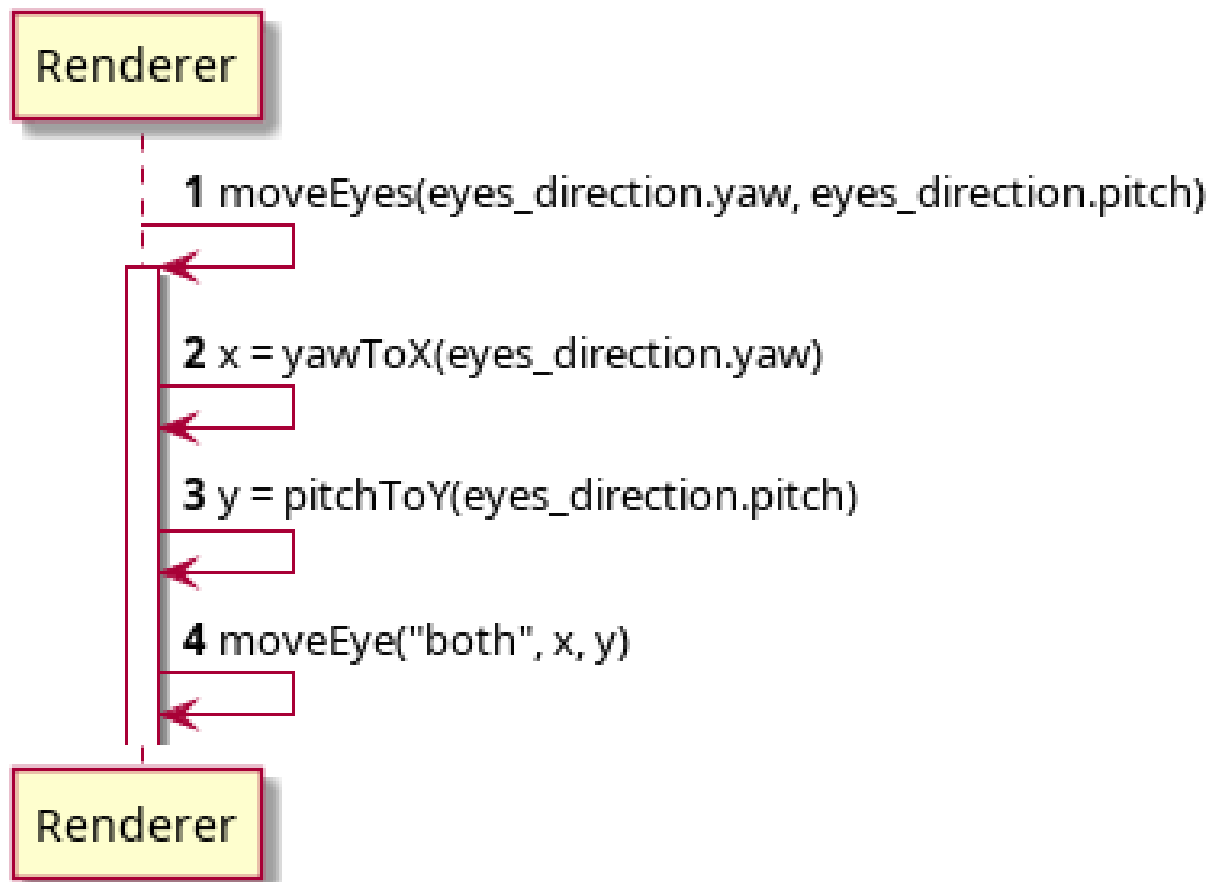 Renderer
1 moveEyes(eyes_direction.yaw, eyes_direction.pitch)
2 x = yawToX(eyes_direction.yaw)
3 y = pitchToY(eyes_direction.pitch)
4 moveEye("both", x, y)
Renderer